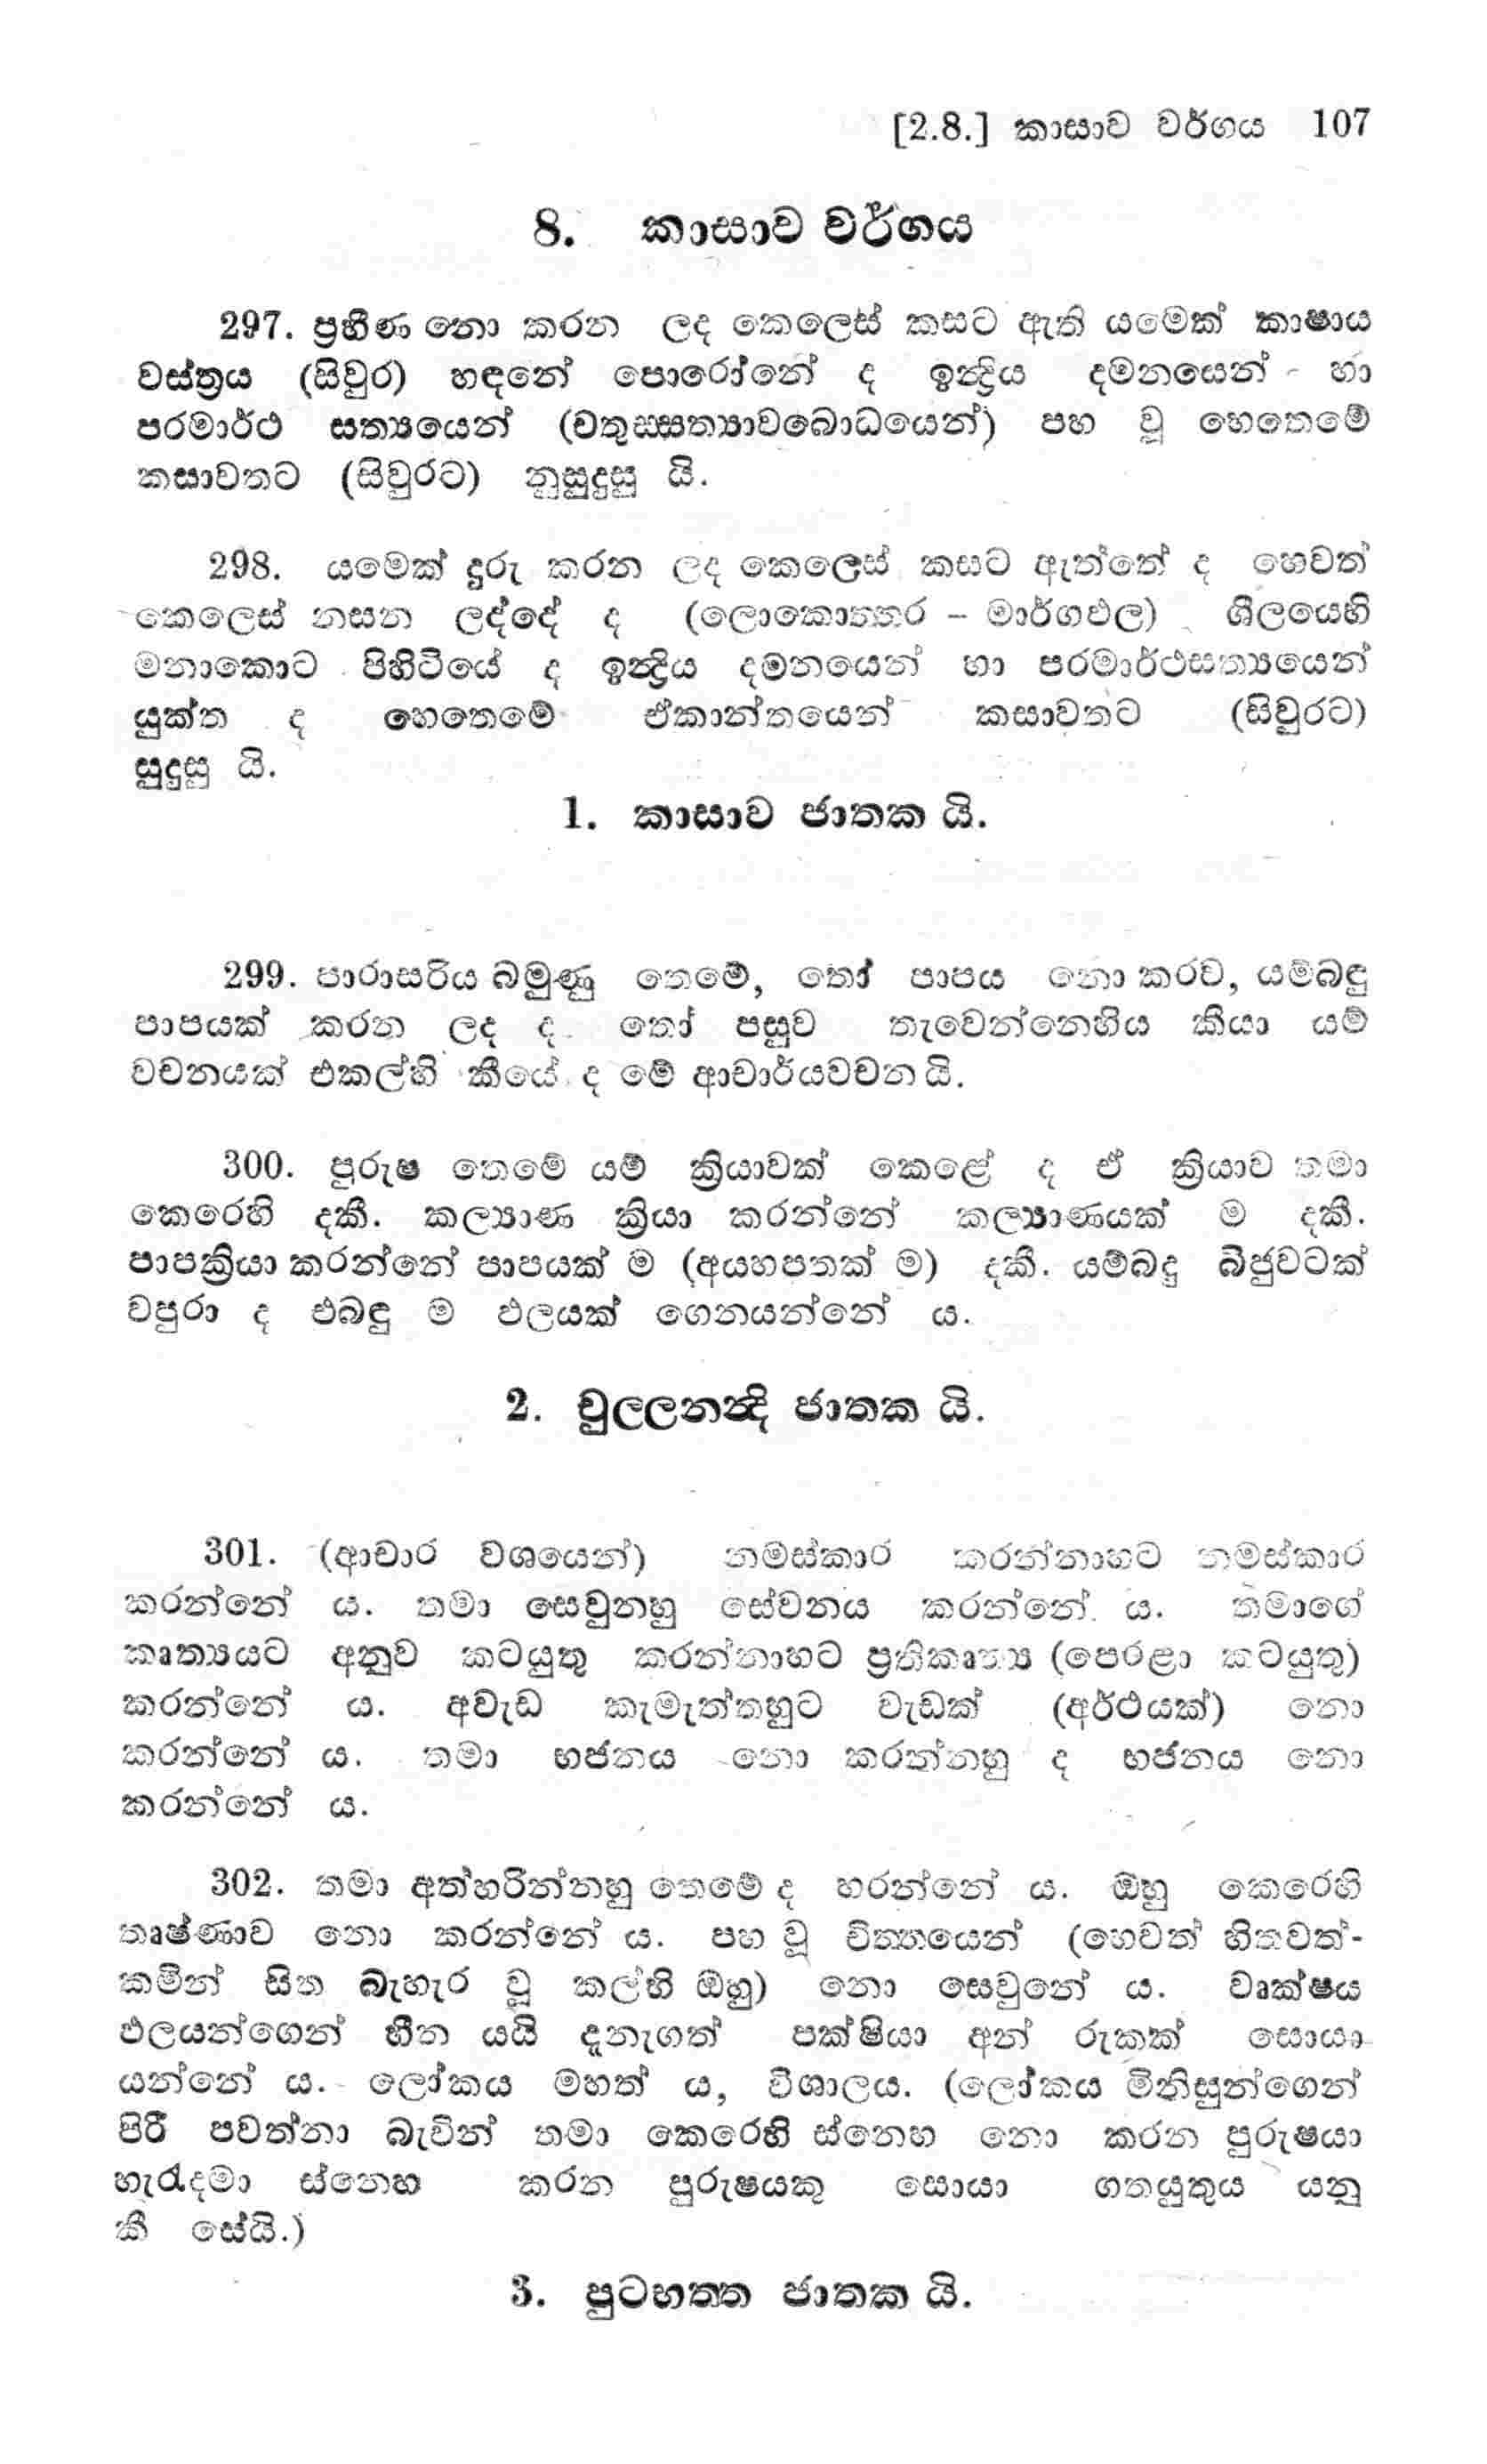 [2.8.] කාසාව වර්ගය 107
8. කාසාව වර්ගය
297. ප්‍රහීණ නො කරන ලද කෙලෙස් කසට ඇති යමෙක් කාෂාය
වස්ත්‍රය (සිවුර) හඳනේ පොරෝනේ ද ඉන්‍ද්‍රිය දමනයෙන් හා
පරමාර්ථ සත්‍යයෙන් (චතුස්සත්‍යාවබොධයෙන්) පහ වූ හෙතෙමේ
කසාවතට (සිවුරට) නුසුදුසු යි.
298. යමෙක් දුරු කරන ලද කෙලෙස් කසට ඇත්තේ ද හෙවත්
කෙලෙස් නසන ලද්දේ ද (ලොකොත්තර - මාර්ගඵල) ශීලයෙහි
මනාකොට පිහිටියේ ද ඉන්‍ද්‍රිය දමනයෙන් හා පරමාර්ථසත්‍යයෙන්
යුක්ත ද හෙතෙමේ ඒකාන්තයෙන් කසාවතට (සිවුරට)
සුදුසු යි.
1. කාසාව ජාතක යි.
299. පාරාසරිය බමුණු තෙමේ, තෝ පාපය නො කරව, යම්බඳු
පාපයක් කරන ලද ද තෝ පසුව තැවෙන්නෙහිය කියා යම්
වචනයක් එකල්හි කීයේ ද මේ ආචාර්යවචන යි.
300. පුරුෂ තෙමේ යම් ක්‍රියාවක් කෙළේ ද ඒ ක්‍රියාව තමා
කෙරෙහි දකී. කල්‍යාණ ක්‍රියා කරන්නේ කල්‍යාණයක් ම දකී.
පාපක්‍රියා කරන්නේ පාපයක් ම (අයහපතක් ම) දකී. යම්බදු බිජුවටක්
වපුරා ද එබඳු ම ඵලයක් ගෙනයන්නේ ය.
2. චුල්ලනන්‍දි ජාතක යි.
301. (ආචාර වශයෙන්) නමස්කාර කරන්නාහට නමස්කාර
කරන්නේ ය. තමා සෙවුනහු සේවනය කරන්නේ ය. තමාගේ
කෘත්‍යයට අනුව කටයුතු කරන්නාහට ප්‍රතිකෘත්‍ය (පෙරළා කටයුතු)
කරන්නේ ය. අවැඩ කැමැත්තහුට වැඩක් (අර්ථයක්) නො
කරන්නේ ය. තමා භජනය නො කරන්නහු ද භජනය නො
කරන්නේ ය.
302. තමා අත්හරින්නහු තෙමේ ද හරන්නේ ය. ඔහු කෙරෙහි
තෘෂ්ණාව නො කරන්නේ ය. පහ වූ චිත්තයෙන් (හෙවත් හිතවත්-
කමින් සිත බැහැර වූ කල්හි ඔහු) නො සෙවුනේ ය. වෘක්ෂය
ඵලයන්ගෙන් හීන යයි දැනගත් පක්ෂියා අන් රුකක් සොයා
යන්නේ ය. ලෝකය මහත් ය, විශාලය. (ලෝකය මිනිසුන්ගෙන්
පිරී පවත්නා බැවින් තමා කෙරෙහි ස්නෙහ නො කරන පුරුෂයා
හැරදමා ස්නෙහ කරන පුරුෂයකු සොයා ගතයුතුය යනු
කී සේයි.)
3. පුටභත්ත ජාතක යි.